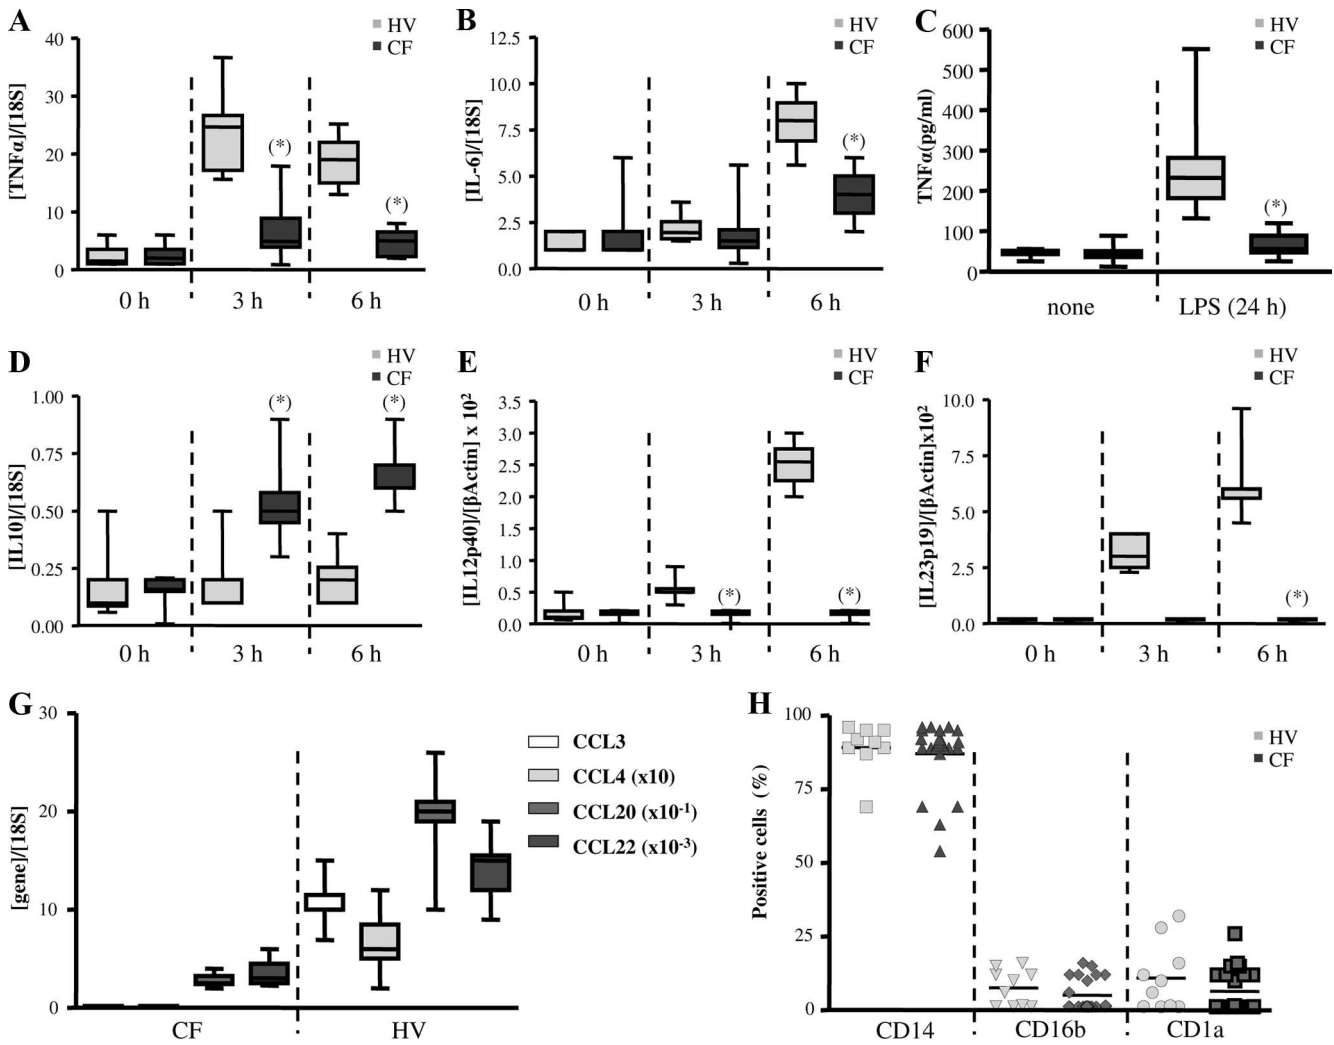 A
HV
CF
[TNFα]/[18S]
40
30
20
10
0
(*)
(*)
0 h
3 h
6 h
B
HV
CF
[IL-6]/[18S]
12.5
10.0
7.5
5.0
2.5
0.0
(*)
0 h
3 h
6 h
C
HV
CF
TNFα(pg/ml)
600
500
400
300
200
100
0
(*)
none
LPS (24 h)
D
HV
CF
[IL10]/[18S]
1.00
0.75
0.50
0.25
0.00
(*)
(*)
0 h
3 h
6 h
E
HV
CF
[IL12p40]/[βActin] x 10²
3.5
3.0
2.5
2.0
1.0
1.0
0.5
0.0
(*)
(*)
0 h
3 h
6 h
F
HV
CF
[IL23p19]/[βActin]x10²
10.0
7.5
5.0
2.5
0.0
(*)
0 h
3 h
6 h
G
[gene]/[18S]
30
20
10
0
CF
HV
CCL3
CCL4 (x10)
CCL20 (x10⁻¹)
CCL22 (x10⁻³)
H
HV
CF
Positive cells (%)
100
75
50
25
0
CD14
CD16b
CD1a